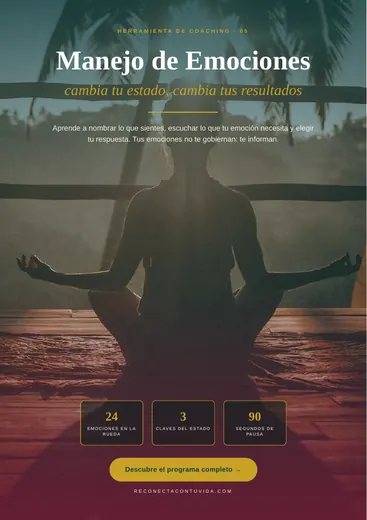 HERRAMIENTA DE COACHING · 05
Manejo de Emociones
cambia tu estado, cambia tus resultados
Aprende a nombrar lo que sientes, escuchar lo que tu emoción necesita y elegir
tu respuesta. Tus emociones no te gobiernan: te informan.
24
EMOCIONES EN LA
RUEDA
3
CLAVES DEL ESTADO
90
SEGUNDOS DE
PAUSA
Descubre el programa completo →
RECONECTACONTUVIDA.COM